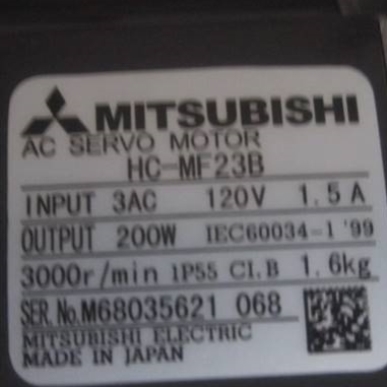 MITSUBISHI
AC SERVO MOTOR
HC-MF23B
INPUT 3AC 120V 1.5A
OUTPUT 200W IEC60034-1 '99
3000r/min IP55 CI.B 1.6kg
SER.No.M68035621 068
MITSUBISHI ELECTRIC
MADE IN JAPAN